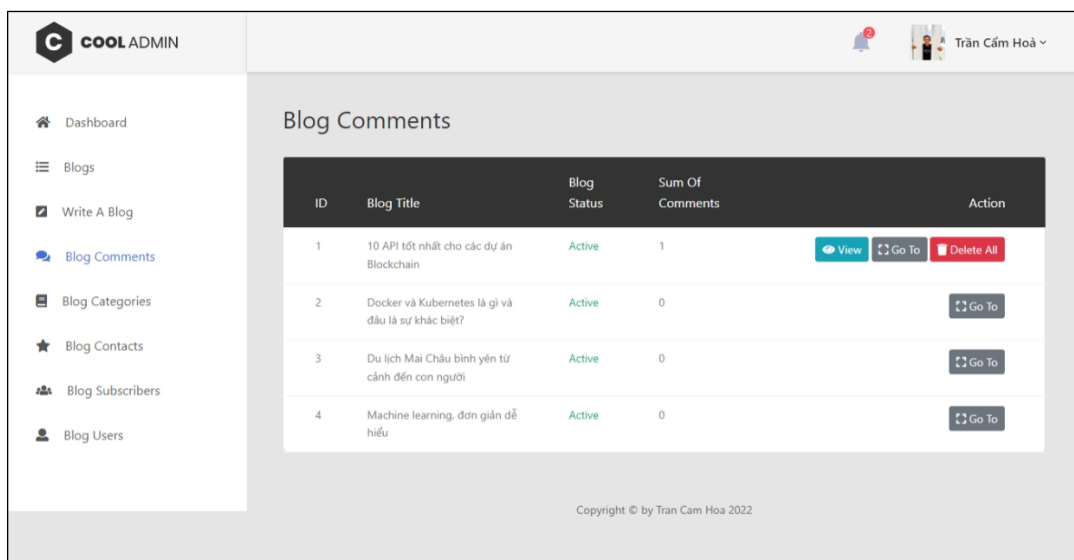 C COOL ADMIN
2
Trần Cẩm Hoà
Dashboard
Blogs
Write A Blog
Blog Comments
Blog Categories
Blog Contacts
Blog Subscribers
Blog Users
Blog Comments
ID Blog Title Blog Status Sum Of Comments Action
1 10 API tốt nhất cho các dự án Active 1 View Go To Delete All
Blockchain
2 Docker và Kubernetes là gì và Active 0 Go To
đâu là sự khác biệt?
3 Du lịch Mai Châu bình yên từ Active 0 Go To
cảnh đến con người
4 Machine learning, đơn giản dễ Active 0 Go To
hiểu
Copyright © by Tran Cam Hoa 2022